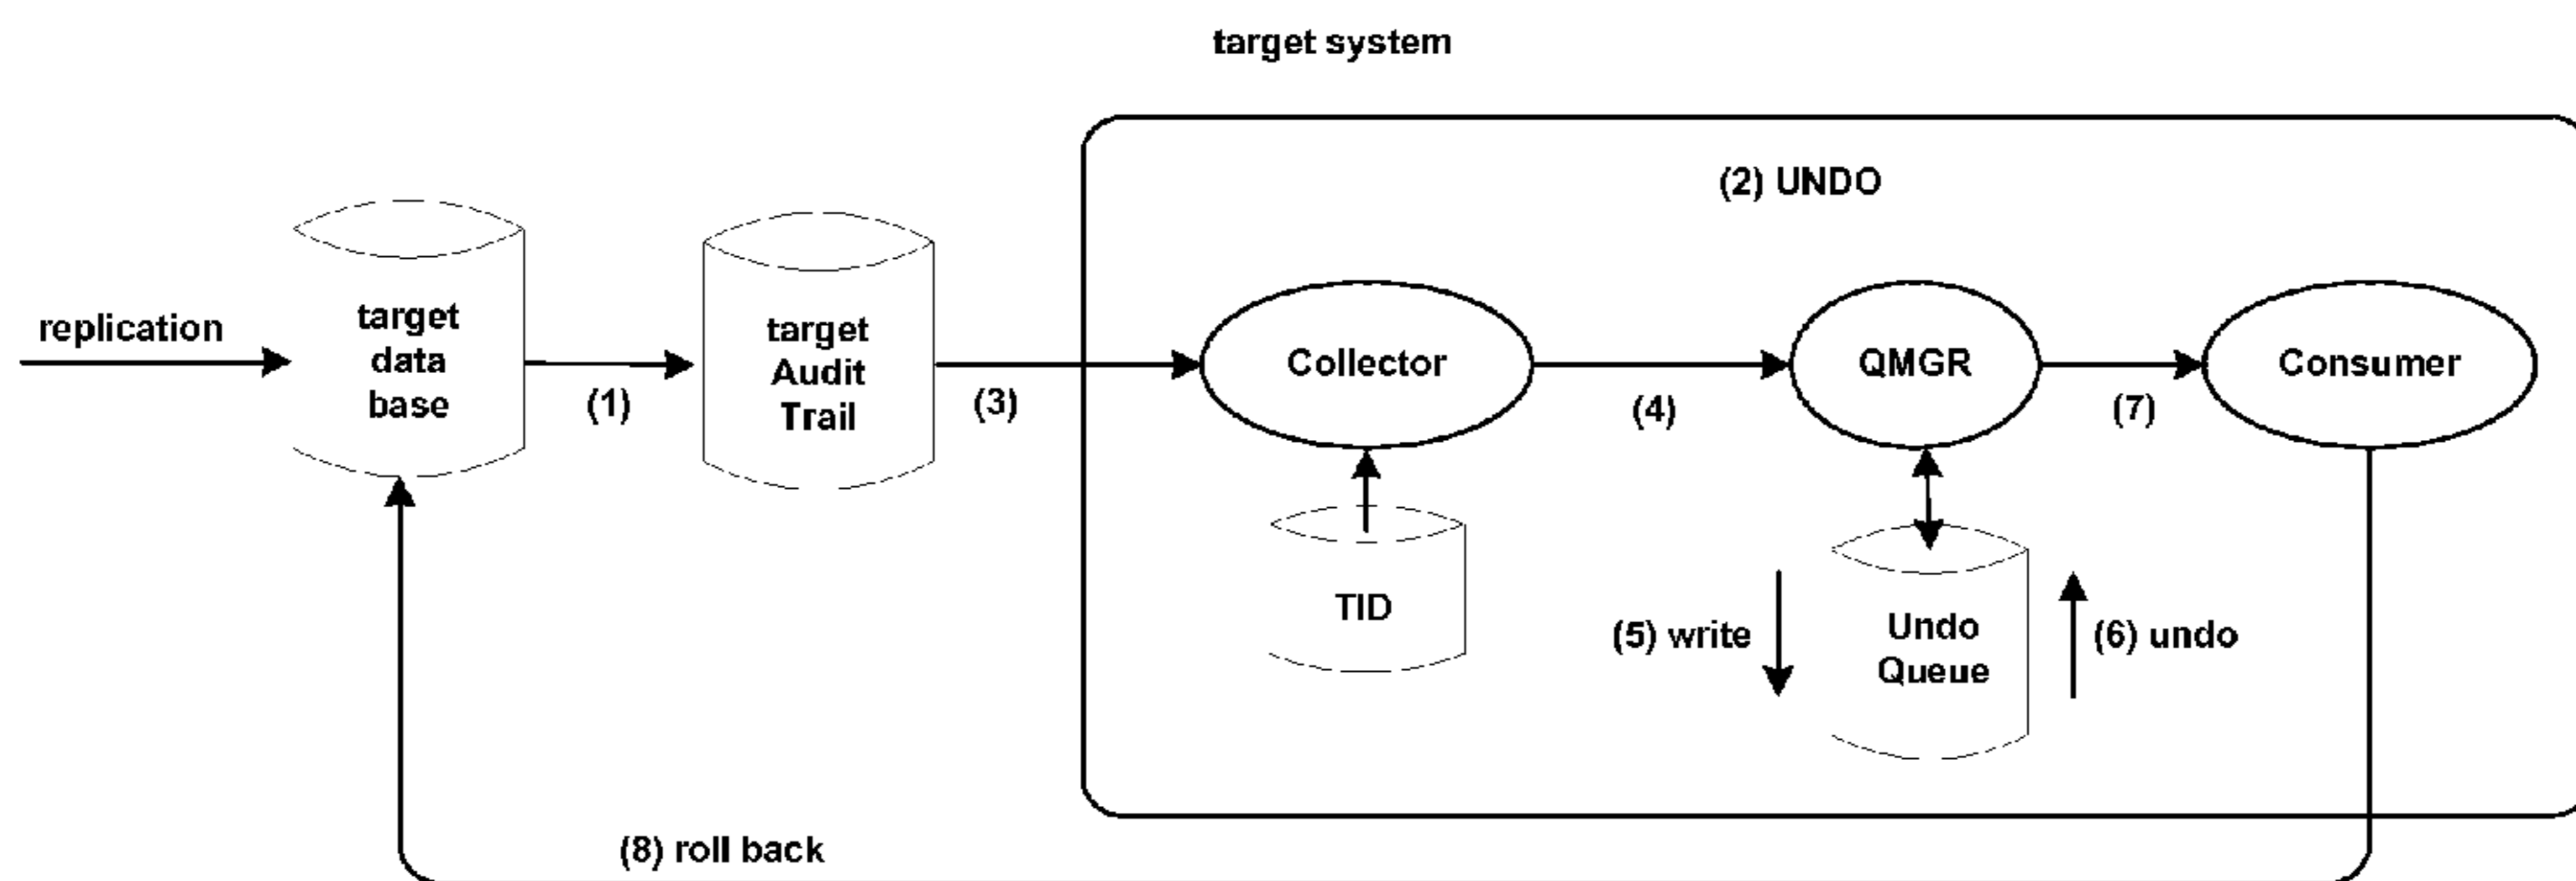 target system
(2) UNDO
replication
target
data
base
(1)
target
Audit
Trail
(3)
Collector
(4)
QMGR
(7)
Consumer
TID
(5) write
Undo
Queue
(6) undo
(8) roll back